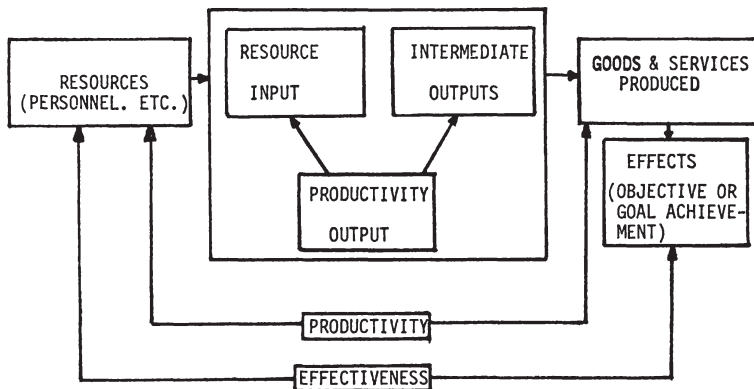 RESOURCES
(PERSONNEL. ETC.)
RESOURCE
INPUT
INTERMEDIATE
OUTPUTS
PRODUCTIVITY
OUTPUT
GOODS & SERVICES
PRODUCED
EFFECTS
(OBJECTIVE OR
GOAL ACHIEVE-
MENT)
PRODUCTIVITY
EFFECTIVENESS